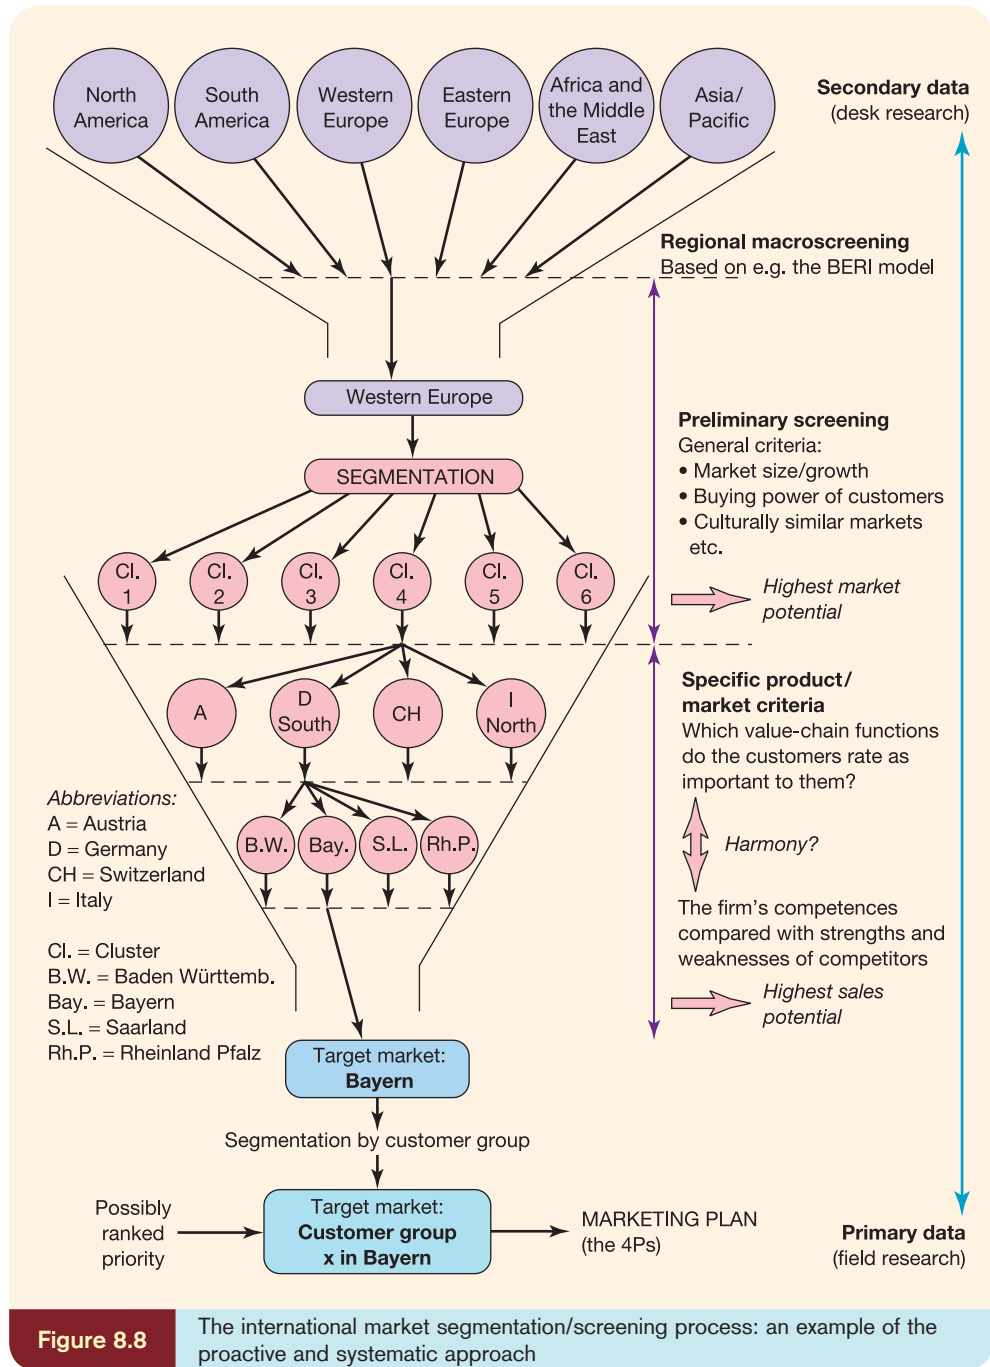 North
America
South
America
Western
Europe
Eastern
Europe
Africa and
the Middle
East
Asia/
Pacific
Secondary data
(desk research)
Regional macroscreening
Based on e.g. the BERI model
Western Europe
Preliminary screening
General criteria:
• Market size/growth
• Buying power of customers
• Culturally similar markets
etc.
SEGMENTATION
Cl.
1
Cl.
2
Cl.
3
Cl.
4
Cl.
5
Cl.
6
Highest market
potential
A
D
South
CH
I
North
Specific product/
market criteria
Which value-chain functions
do the customers rate as
important to them?
Harmony?
The firm's competences
compared with strengths and
weaknesses of competitors
Highest sales
potential
B.W.
Bay.
S.L.
Rh.P.
Abbreviations:
A = Austria
D = Germany
CH = Switzerland
I = Italy
Cl. = Cluster
B.W. = Baden Württemb.
Bay. = Bayern
S.L. = Saarland
Rh.P. = Rheinland Pfalz
Target market:
Bayern
Segmentation by customer group
Possibly
ranked
priority
Target market:
Customer group
x in Bayern
MARKETING PLAN
(the 4Ps)
Primary data
(field research)
Figure 8.8
The international market segmentation/screening process: an example of the
proactive and systematic approach